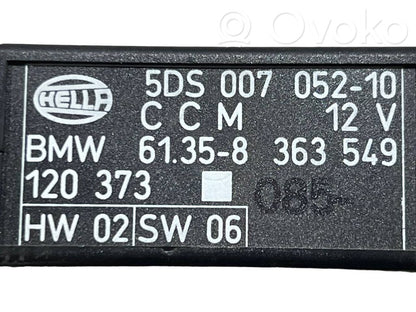 Ovoko
HELLA
5DS 007 052-10
C C M 12 V
BMW 61.35-8 363 549
120 373 085-
HW 02 SW 06